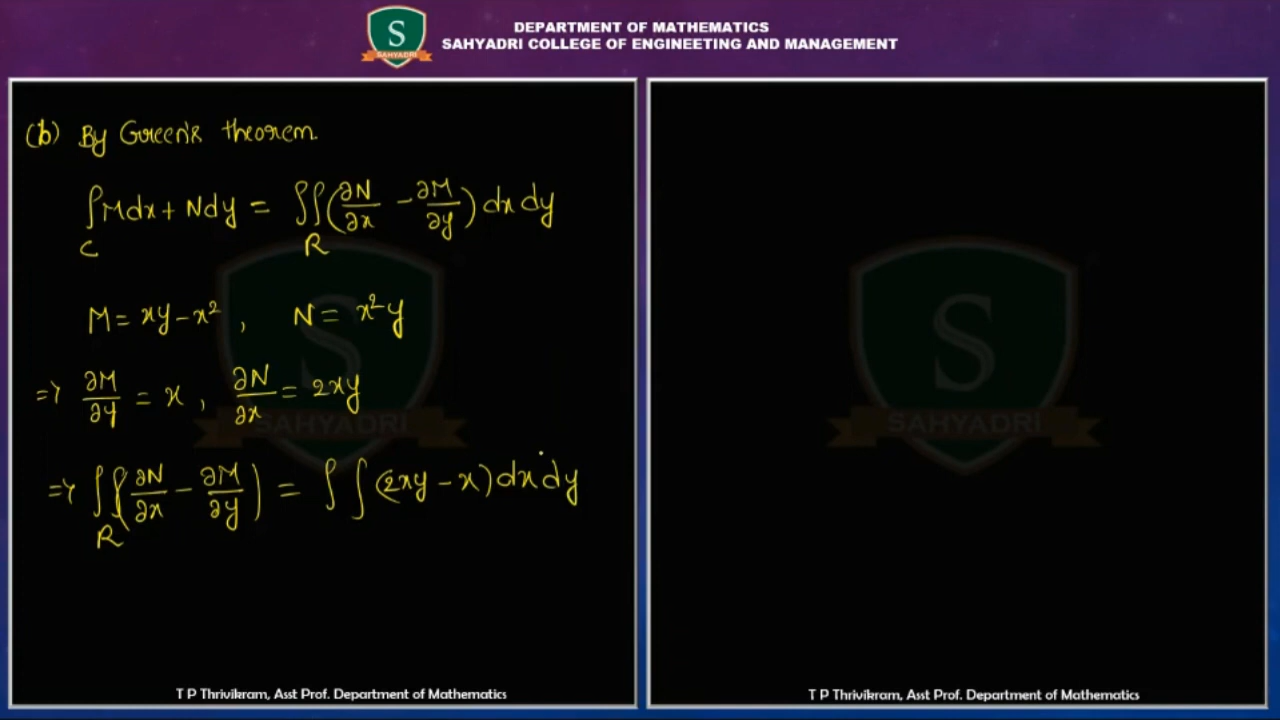 DEPARTMENT OF MATHEMATICS
SAHYADRI COLLEGE OF ENGINEETING AND MANAGEMENT
S
SAHYADRI
(b) By Green's theorem.
∫_C Mdx + Ndy = ∬_R (∂N/∂x - ∂M/∂y) dx dy
M = xy - x², N = x²y
⇒ ∂M/∂y = x, ∂N/∂x = 2xy
⇒ ∬_R (∂N/∂x - ∂M/∂y) = ∫∫ (2xy - x) dx dy
S
SAHYADRI
T P Thrivikram, Asst Prof. Department of Mathematics
S
SAHYADRI
T P Thrivikram, Asst Prof. Department of Mathematics